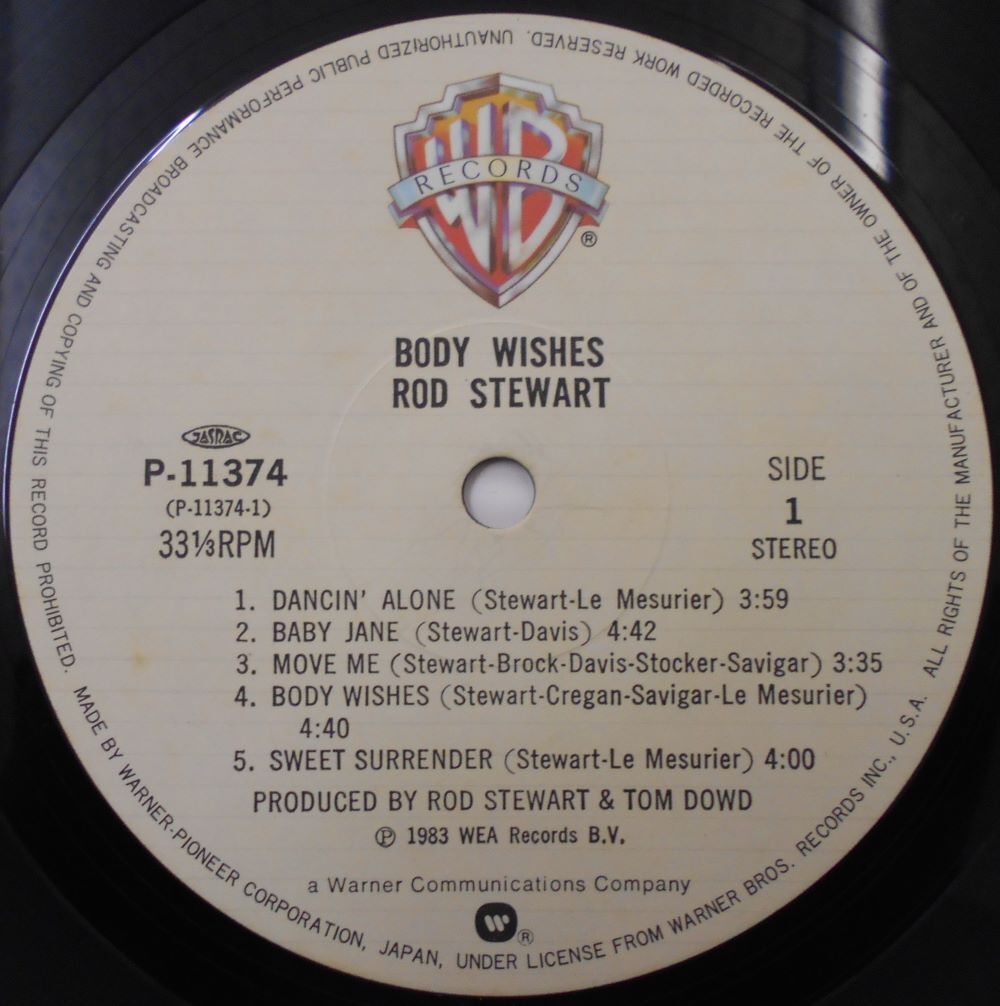 WB
RECORDS
®
BODY WISHES
ROD STEWART
JASRAC
P-11374
(P-11374-1)
33⅓RPM
SIDE
1
STEREO
1. DANCIN' ALONE (Stewart-Le Mesurier) 3:59
2. BABY JANE (Stewart-Davis) 4:42
3. MOVE ME (Stewart-Brock-Davis-Stocker-Savigar) 3:35
4. BODY WISHES (Stewart-Cregan-Savigar-Le Mesurier)
4:40
5. SWEET SURRENDER (Stewart-Le Mesurier) 4:00
PRODUCED BY ROD STEWART & TOM DOWD
Ⓟ 1983 WEA Records B.V.
a Warner Communications Company
®
MADE BY WARNER-PIONEER CORPORATION, JAPAN, UNDER LICENSE FROM WARNER BROS. RECORDS INC., U.S.A. ALL RIGHTS OF THE MANUFACTURER AND OF THE OWNER OF THE RECORDED WORK RESERVED. UNAUTHORIZED PUBLIC PERFORMANCE BROADCASTING AND COPYING OF THIS RECORD PROHIBITED.